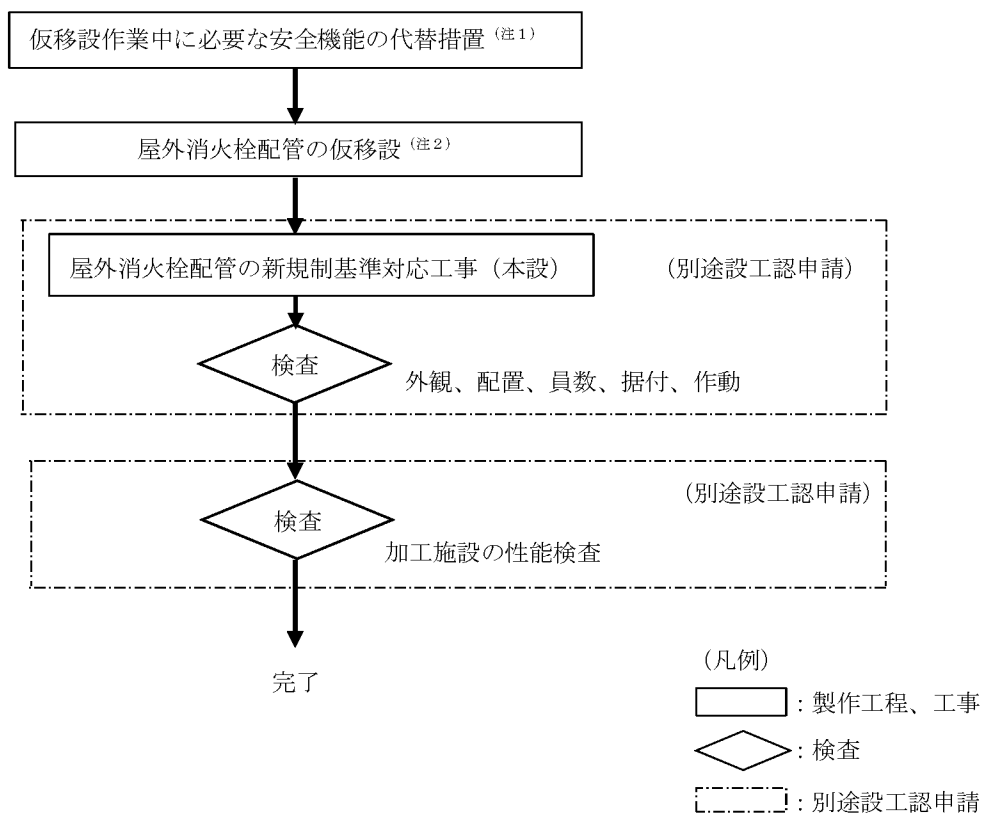 仮移設作業中に必要な安全機能の代替措置（注１）
屋外消火栓配管の仮移設（注２）
屋外消火栓配管の新規制基準対応工事（本設）
（別途設工認申請）
検査
外観、配置、員数、据付、作動
（別途設工認申請）
検査
加工施設の性能検査
完了
（凡例）
：製作工程、工事
：検査
：別途設工認申請